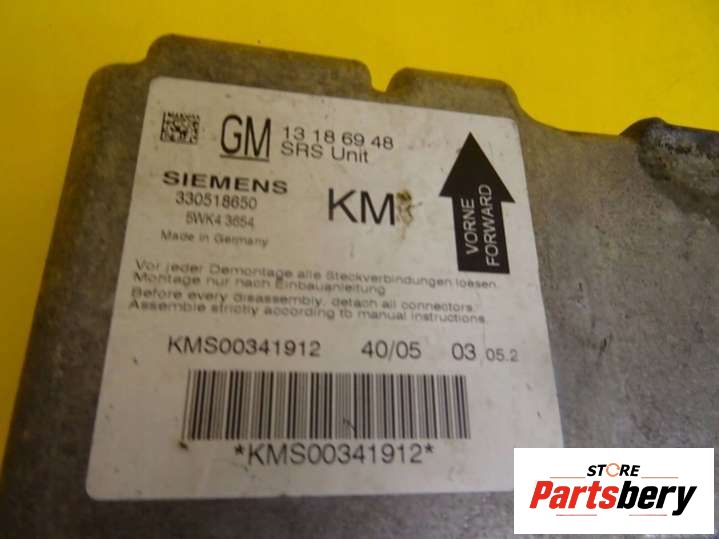 GM 13 18 69 48
SRS Unit
SIEMENS
330518650
5WK4 3654
Made in Germany
KM
VORNE
FORWARD
Vor jeder Demontage alle Steckverbindungen loesen.
Montage nur nach Einbauanleitung
Before every disassembly, detach all connectors.
Assemble strictly according to manual instructions.
KMS00341912 40/05 03 05.2
*KMS00341912*
STORE
Partsbery